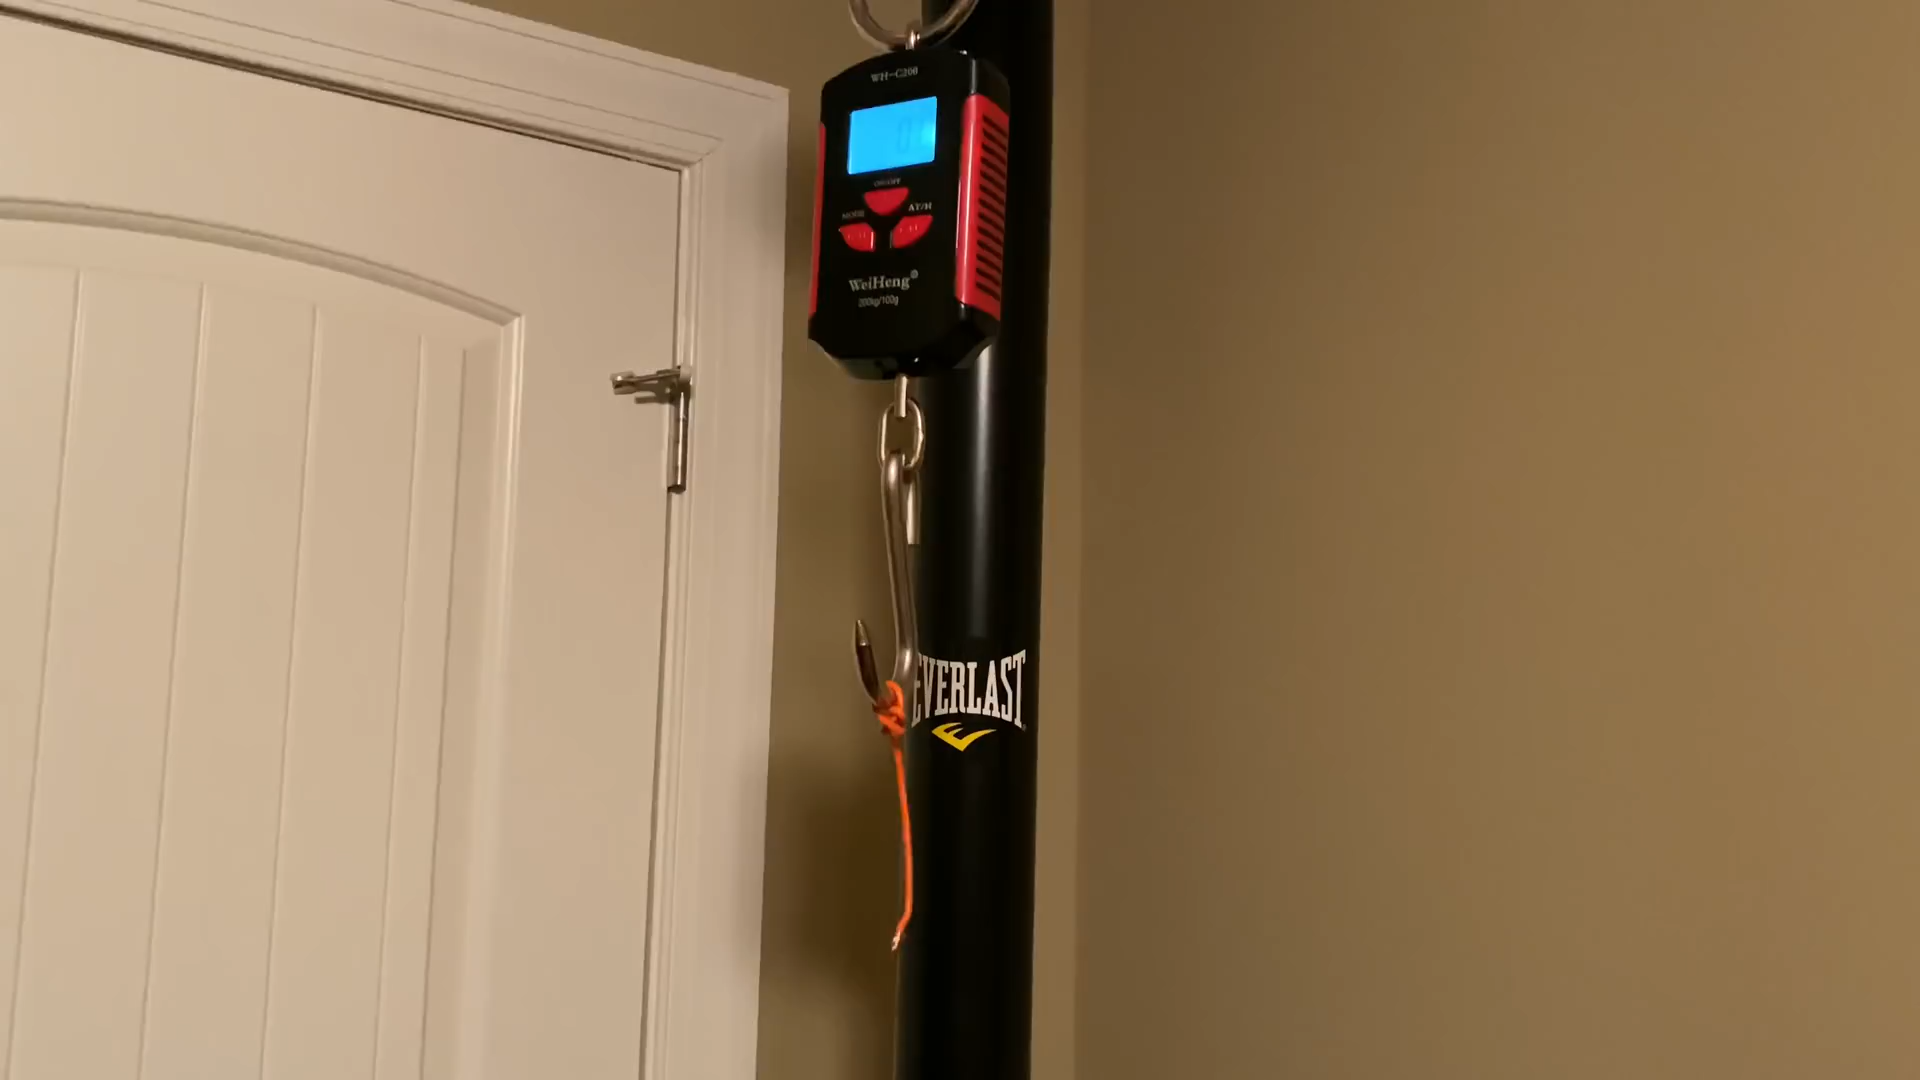 WH-C200
ON/OFF
MODE
AT/H
WeiHeng®
200kg/100g
EVERLAST